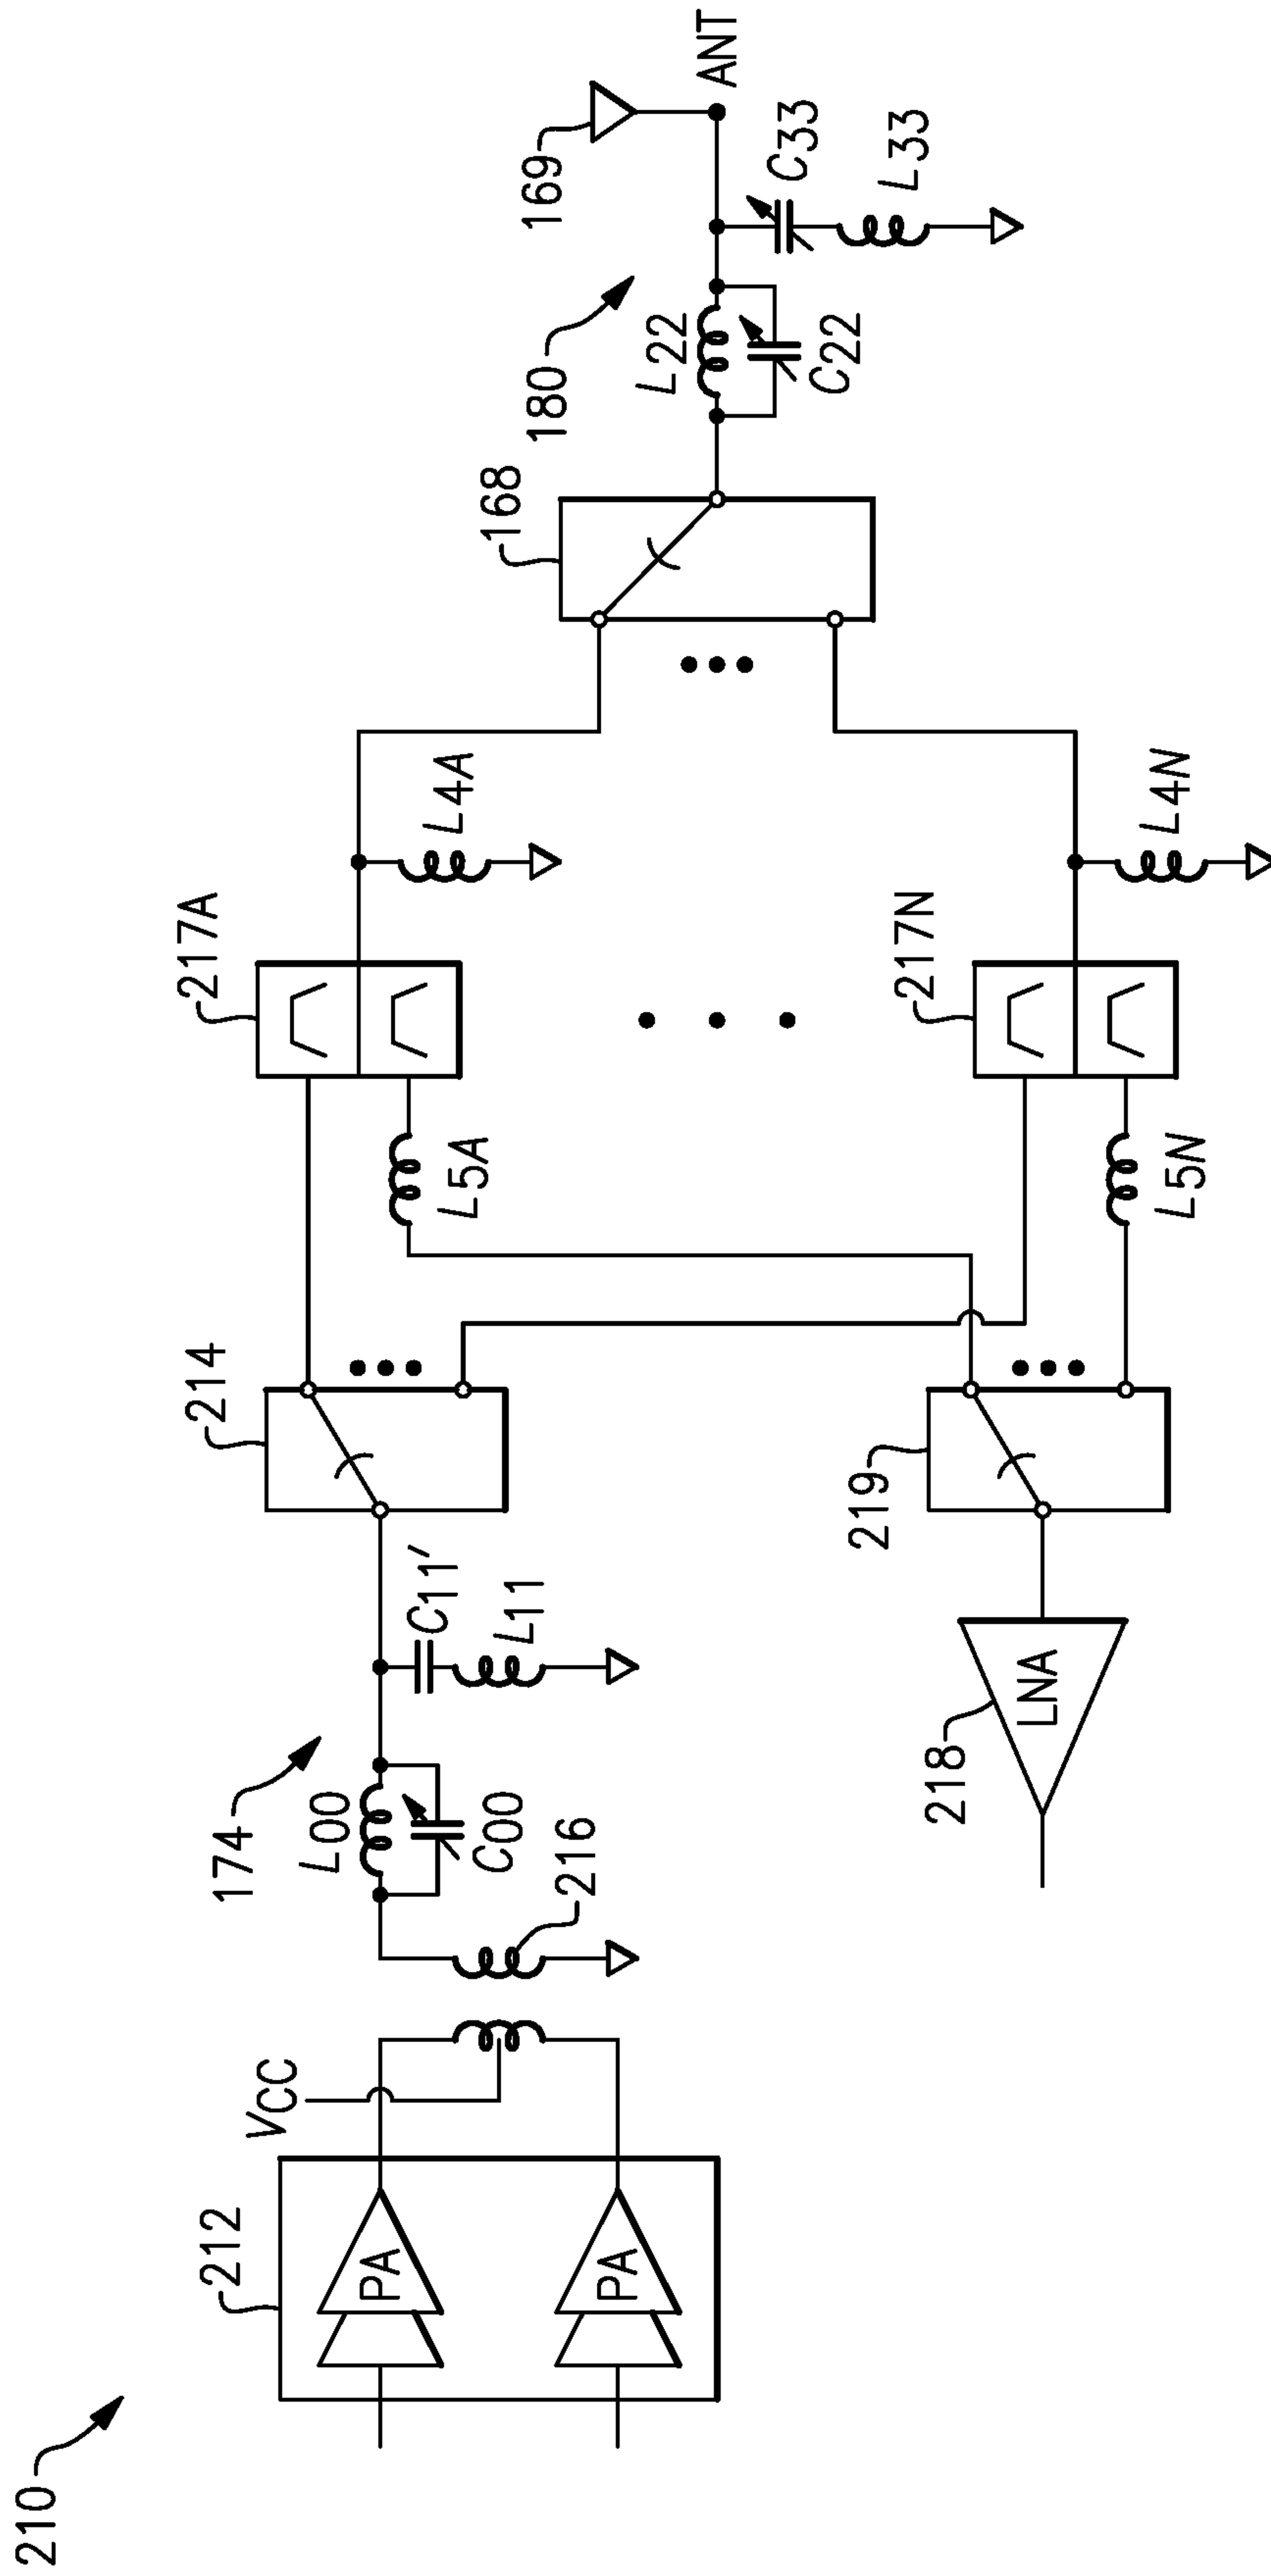 210
212
PA
PA
VCC
216
174
L00
C00
C11′
L11
214
218
LNA
219
L5A
L5N
217A
217N
L4A
L4N
168
180
L22
C22
169
ANT
C33
L33